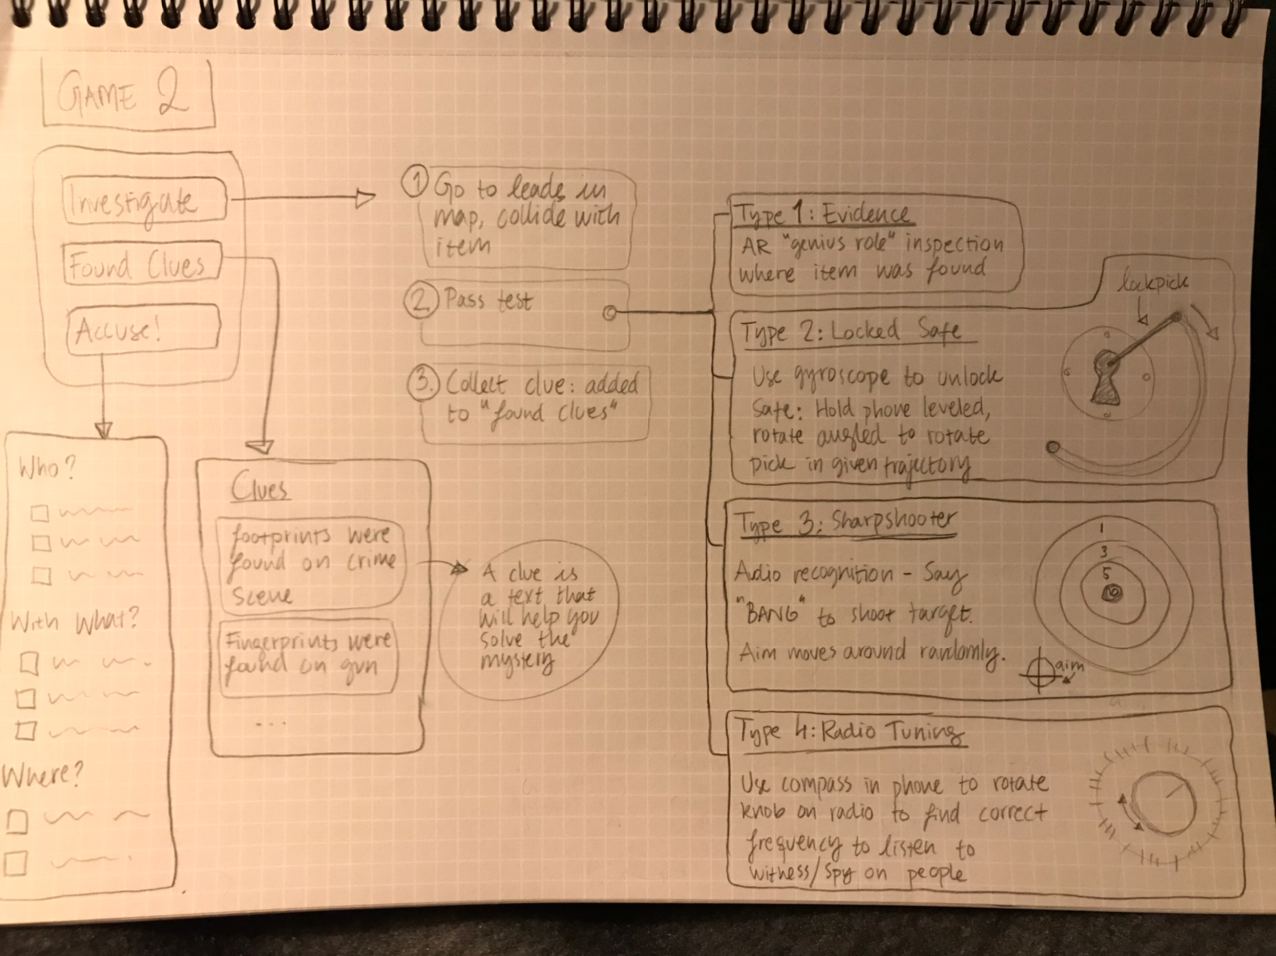 GAME 2
Investigate
Found Clues
Accuse!
1 Go to leads in
map, collide with
item
2. Pass test
3. Collect clue: added
to "found clues"
Type 1: Evidence
AR "genius role" inspection
where item was found
Type 2: Locked Safe
Use gyroscope to unlock
Safe: Hold phone leveled,
rotate angled to rotate
pick in given trajectory
lockpick
Type 3: Sharpshooter
Adio recognition - Say
"BANG" to shoot target.
Aim moves around randomly.
1
3
5
10
aim
Type 4: Radio Tuning
Use compass in phone to rotate
knob on radio to find correct
frequency to listen to
witness/spy on people
Who?
With What?
Where?
Clues
footprints were
found on crime
scene
Fingerprints were
found on gun
...
A clue is
a text that
will help you
solve the
mystery